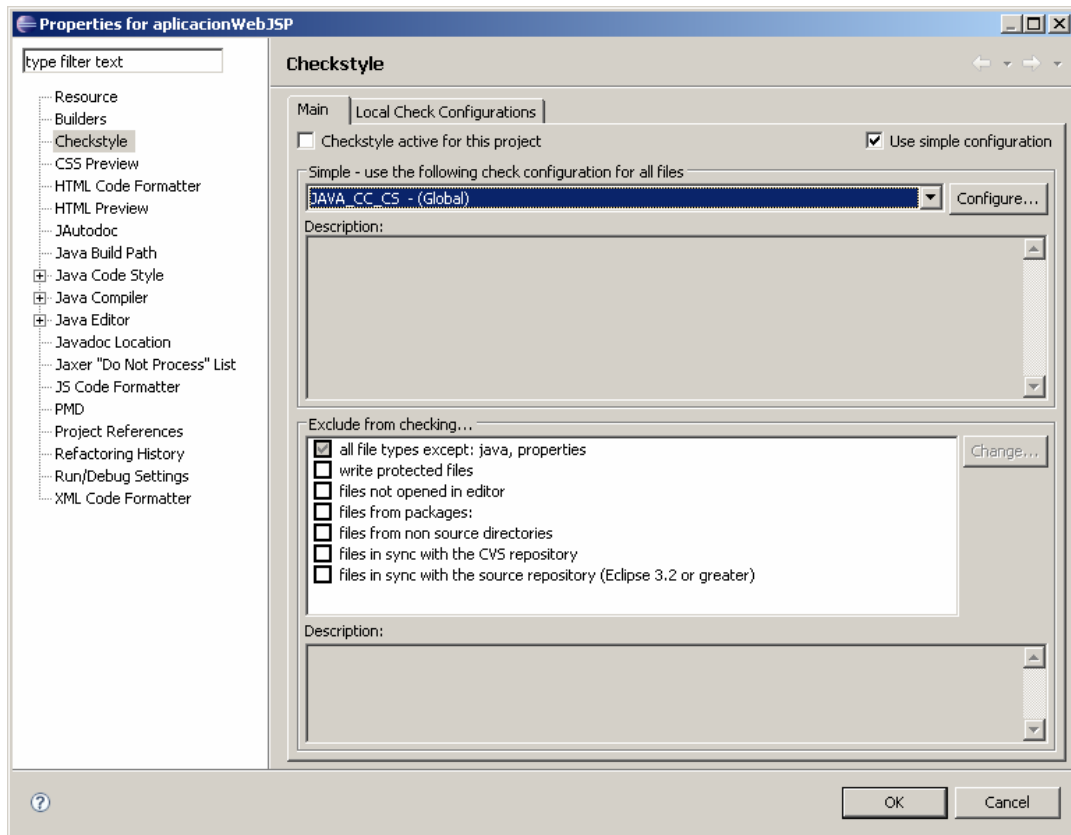 Properties for aplicacionWebJSP
type filter text
Resource
Builders
Checkstyle
CSS Preview
HTML Code Formatter
HTML Preview
JAutodoc
Java Build Path
Java Code Style
Java Compiler
Java Editor
Javadoc Location
Jaxer "Do Not Process" List
JS Code Formatter
PMD
Project References
Refactoring History
Run/Debug Settings
XML Code Formatter
Checkstyle
Main
Local Check Configurations
Checkstyle active for this project
Use simple configuration
Simple - use the following check configuration for all files
JAVA_CC_CS - (Global)
Configure...
Description:
Exclude from checking...
all file types except: java, properties
Change...
write protected files
files not opened in editor
files from packages:
files from non source directories
files in sync with the CVS repository
files in sync with the source repository (Eclipse 3.2 or greater)
Description:
?
OK
Cancel